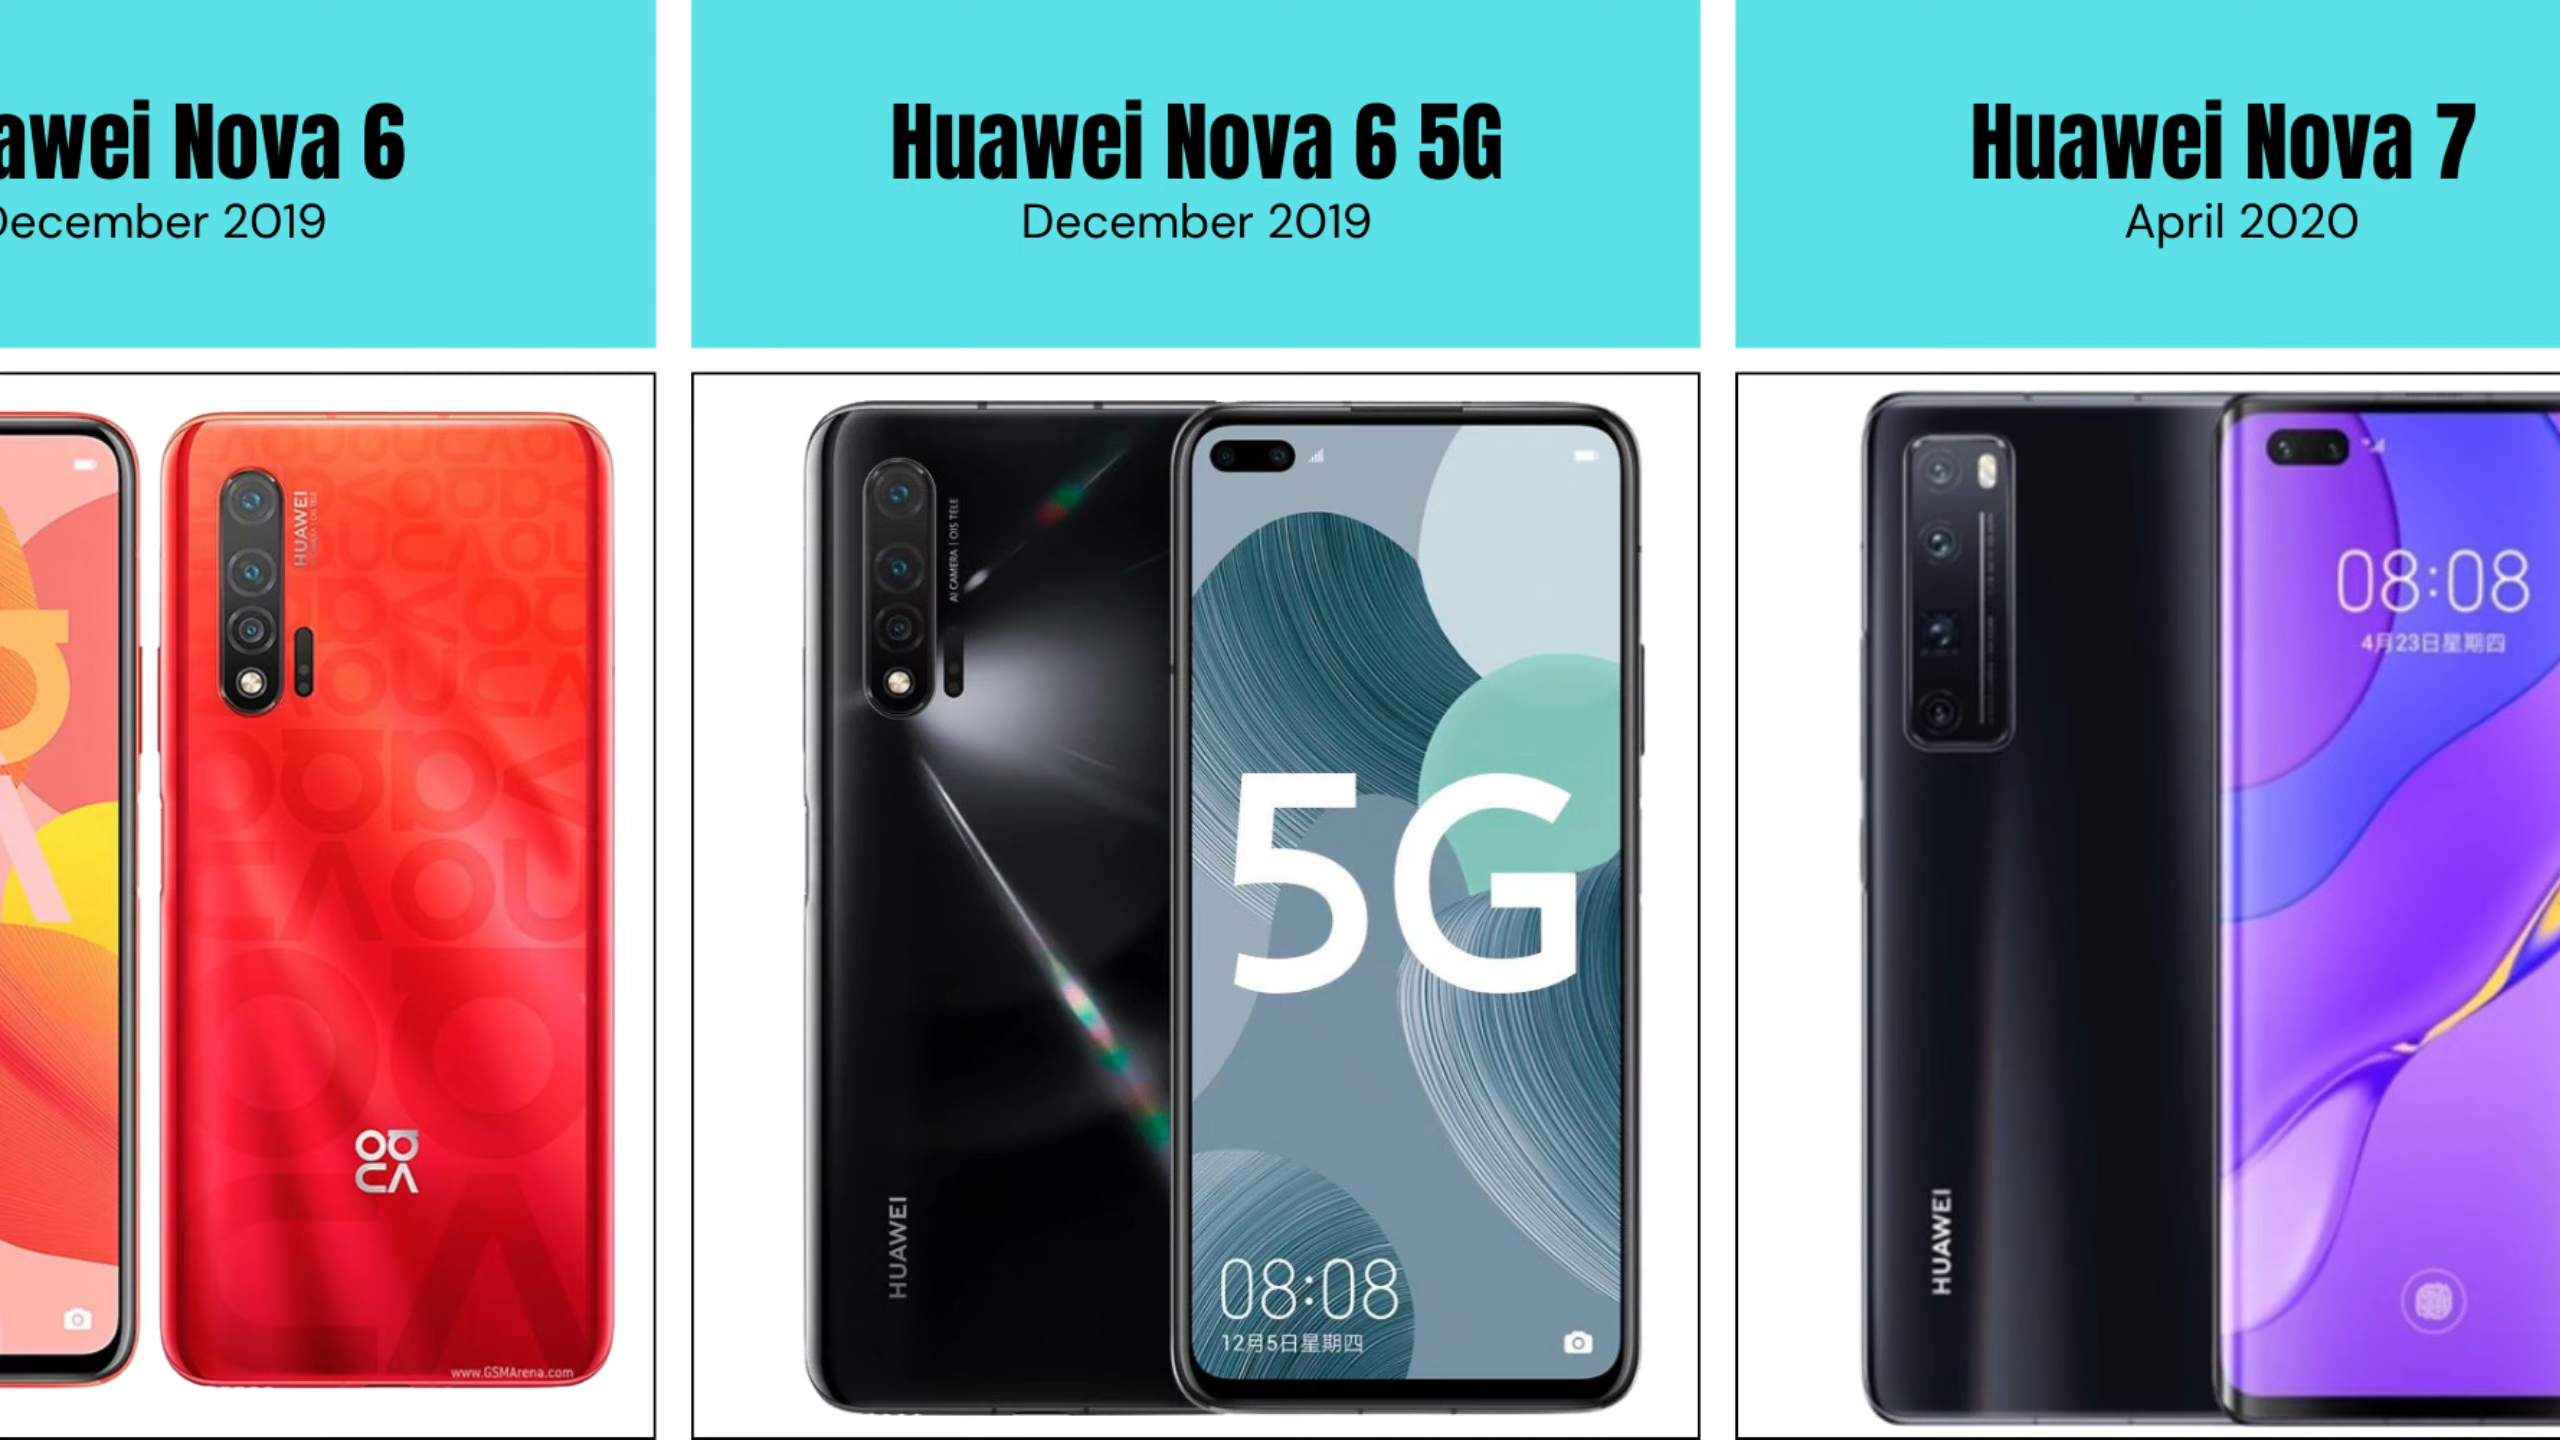 awei Nova 6
December 2019
Huawei Nova 6 5G
December 2019
Huawei Nova 7
April 2020
HUAWEI
www.GSMArena.com
AI CAMERA | OIS TELE
HUAWEI
5G
08:08
12月5日星期四
HUAWEI
08:08
4月23日星期四